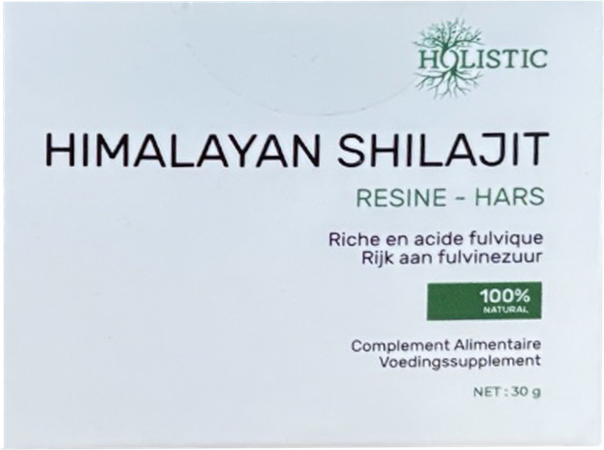 HOLISTIC
HIMALAYAN SHILAJIT
RESINE - HARS
Riche en acide fulvique
Rijk aan fulvinezuur
100%
NATURAL
Complement Alimentaire
Voedingssupplement
NET : 30 g